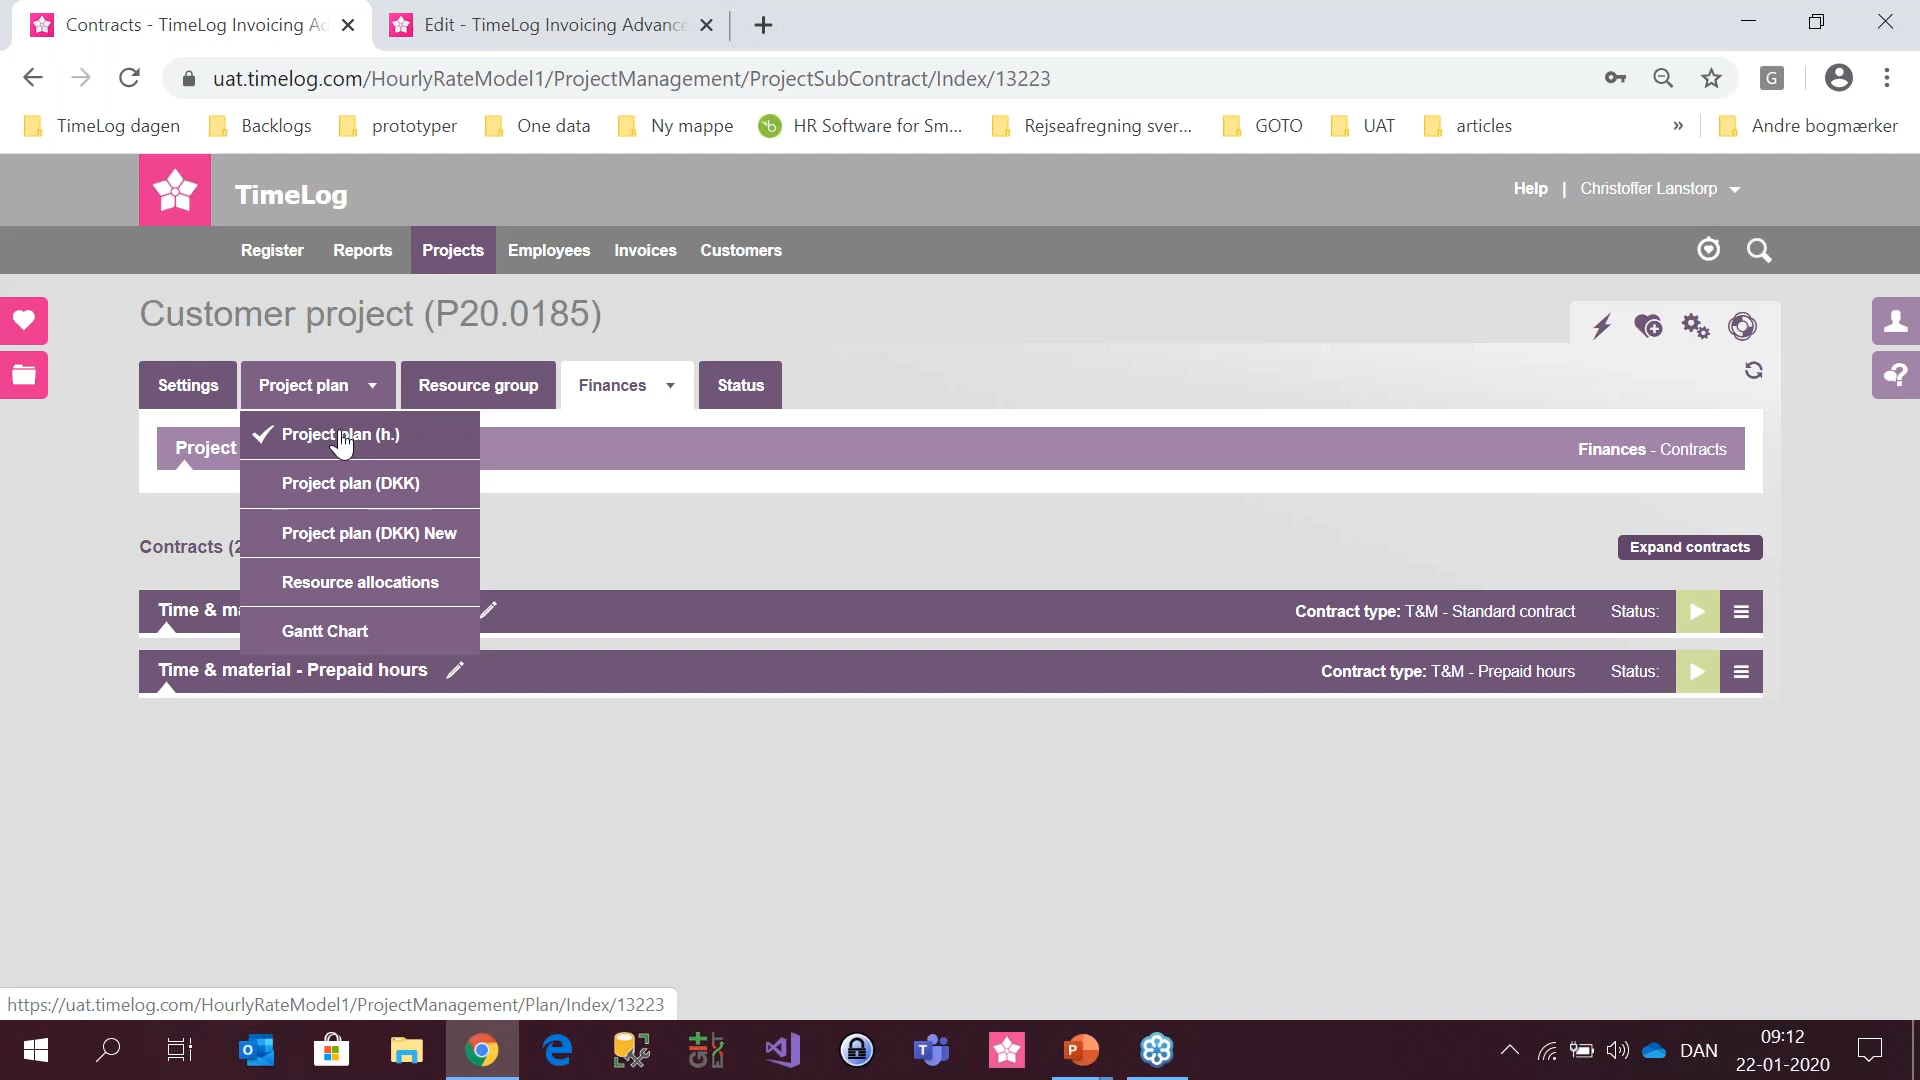 Contracts - TimeLog Invoicing Ad
Edit - TimeLog Invoicing Advance
uat.timelog.com/HourlyRateModel1/ProjectManagement/ProjectSubContract/Index/13223
G
TimeLog dagen
Backlogs
prototyper
One data
Ny mappe
HR Software for Sm...
Rejseafregning sver...
GOTO
UAT
articles
»
Andre bogmærker
TimeLog
Help | Christoffer Lanstorp
Register
Reports
Projects
Employees
Invoices
Customers
Customer project (P20.0185)
Settings
Project plan
Resource group
Finances
Status
Project
Finances - Contracts
Project plan (h.)
Project plan (DKK)
Project plan (DKK) New
Resource allocations
Gantt Chart
Contracts (2
Expand contracts
Time & ma
Contract type: T&M - Standard contract
Status:
Time & material - Prepaid hours
Contract type: T&M - Prepaid hours
Status:
https://uat.timelog.com/HourlyRateModel1/ProjectManagement/Plan/Index/13223
DAN
09:12
22-01-2020